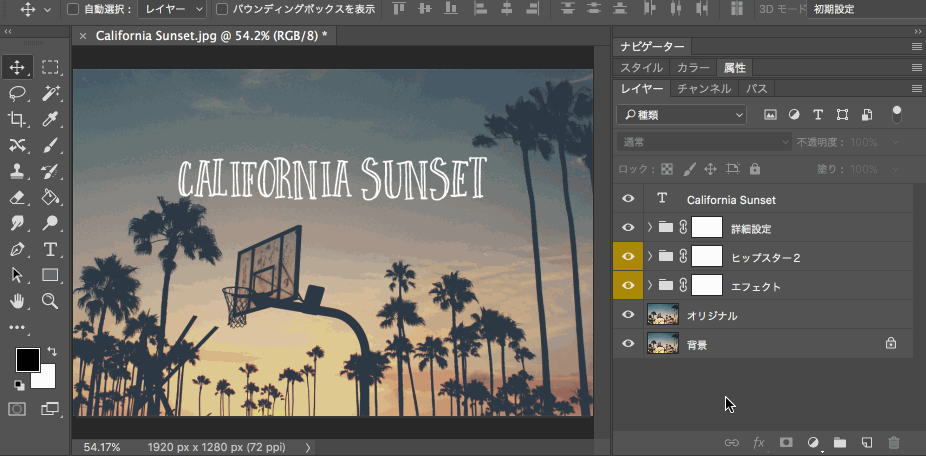 自動選択： レイヤー バウンディングボックスを表示 3D モード 初期設定
× California Sunset.jpg @ 54.2% (RGB/8) *
CALIFORNIA SUNSET
54.17% 1920 px x 1280 px (72 ppi)
ナビゲーター
スタイル カラー 属性
レイヤー チャンネル パス
種類
通常 不透明度： 100%
ロック： 塗り： 100%
T California Sunset
詳細設定
ヒップスター2
エフェクト
オリジナル
背景
fx